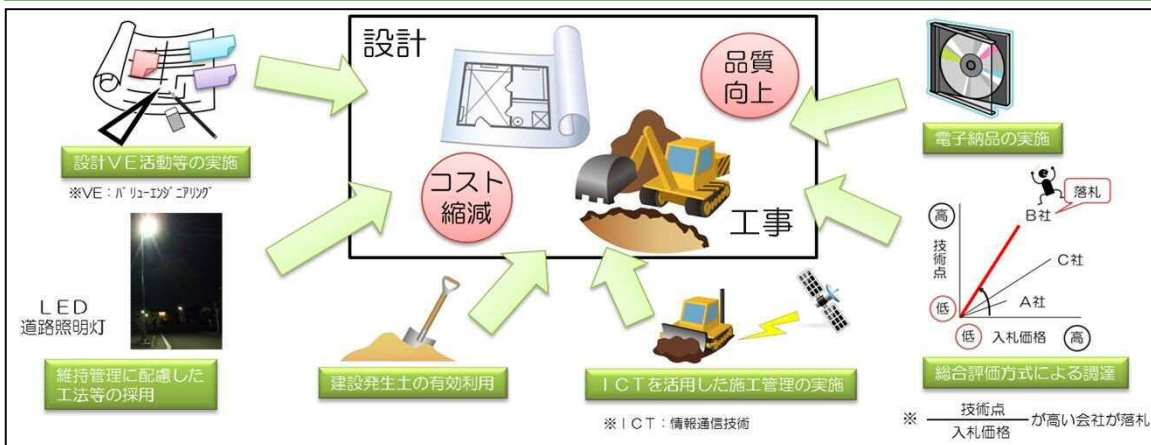 設計
品質
向上
コスト
縮減
工事
設計VE活動等の実施
※VE：ﾊﾞﾘｭｰｴﾝｼﾞﾆｱﾘﾝｸﾞ
LED
道路照明灯
維持管理に配慮した
工法等の採用
建設発生土の有効利用
ICTを活用した施工管理の実施
※ICT：情報通信技術
電子納品の実施
落札
B社
高
技術点
C社
A社
低
低
入札価格
高
総合評価方式による調達
※ 技術点
入札価格
が高い会社が落札